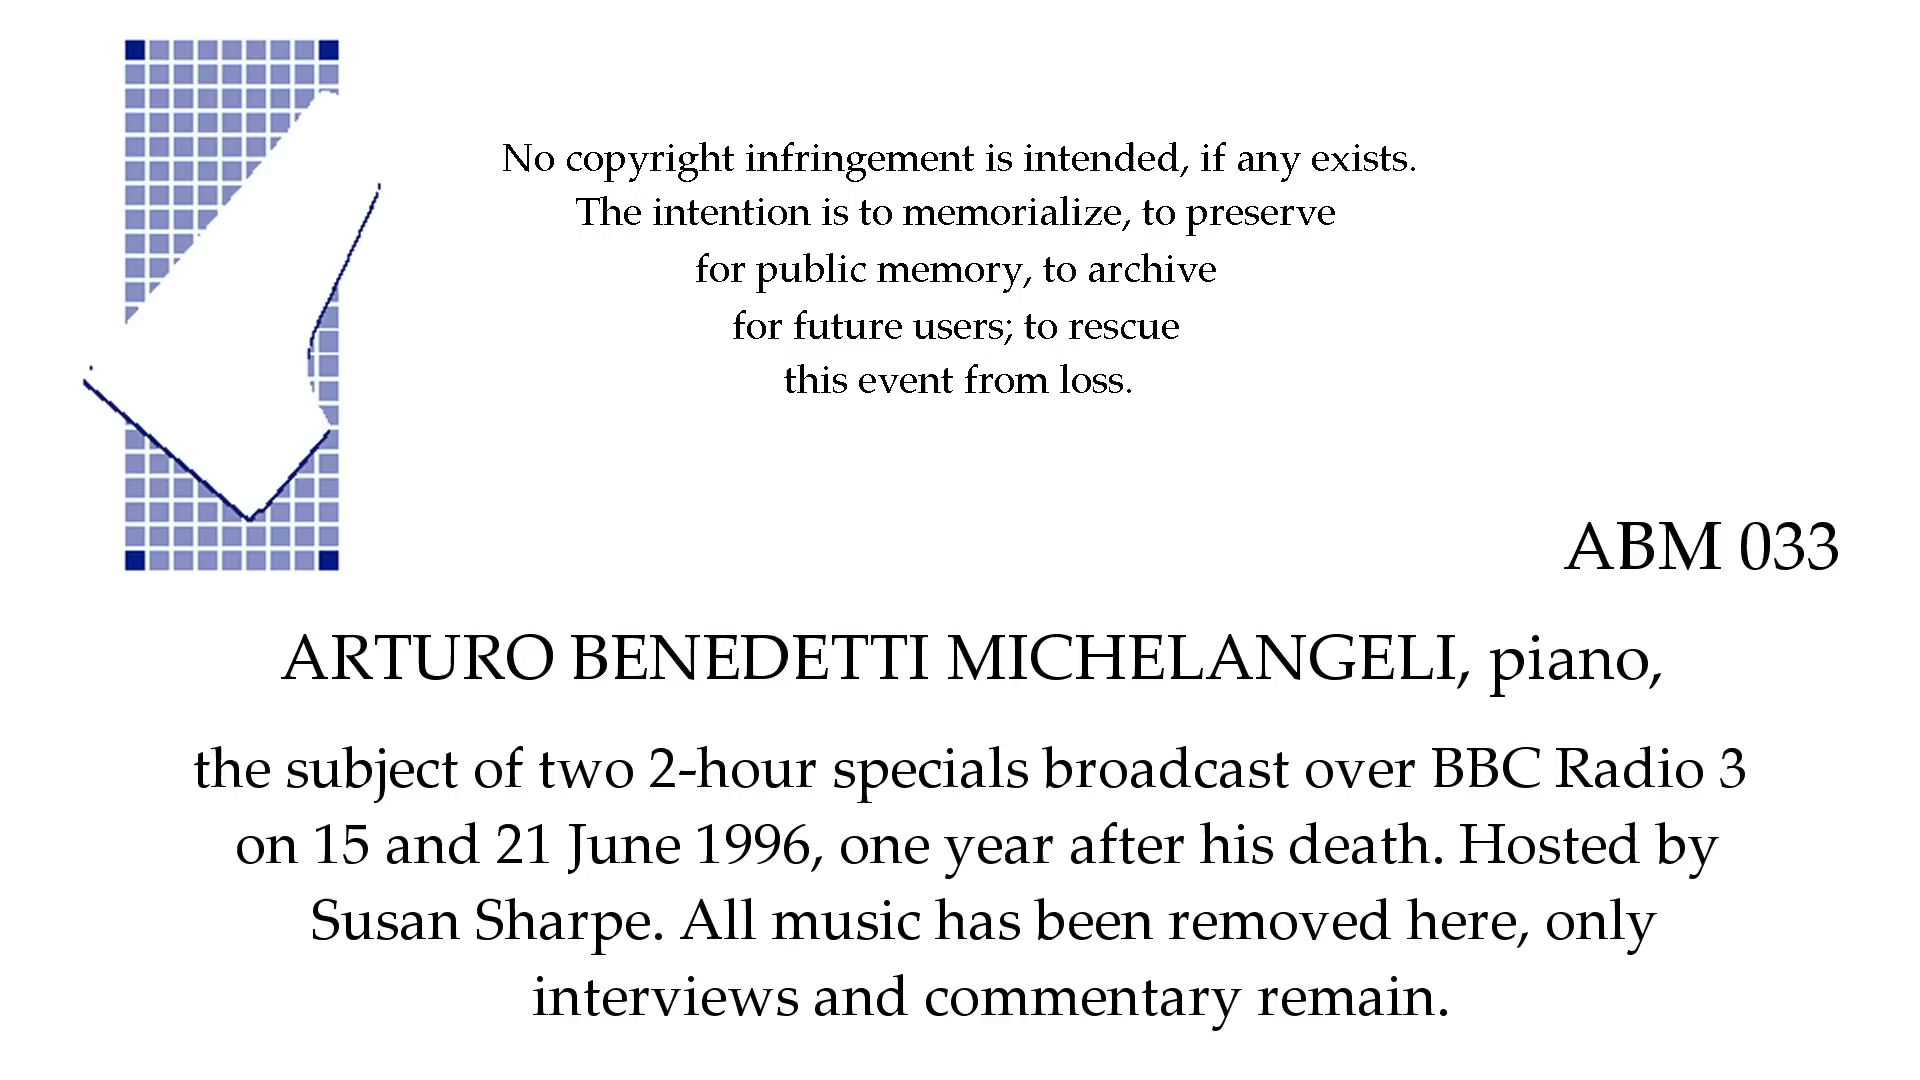 No copyright infringement is intended, if any exists.
The intention is to memorialize, to preserve
for public memory, to archive
for future users; to rescue
this event from loss.
ABM 033
ARTURO BENEDETTI MICHELANGELI, piano,
the subject of two 2-hour specials broadcast over BBC Radio 3
on 15 and 21 June 1996, one year after his death. Hosted by
Susan Sharpe. All music has been removed here, only
interviews and commentary remain.